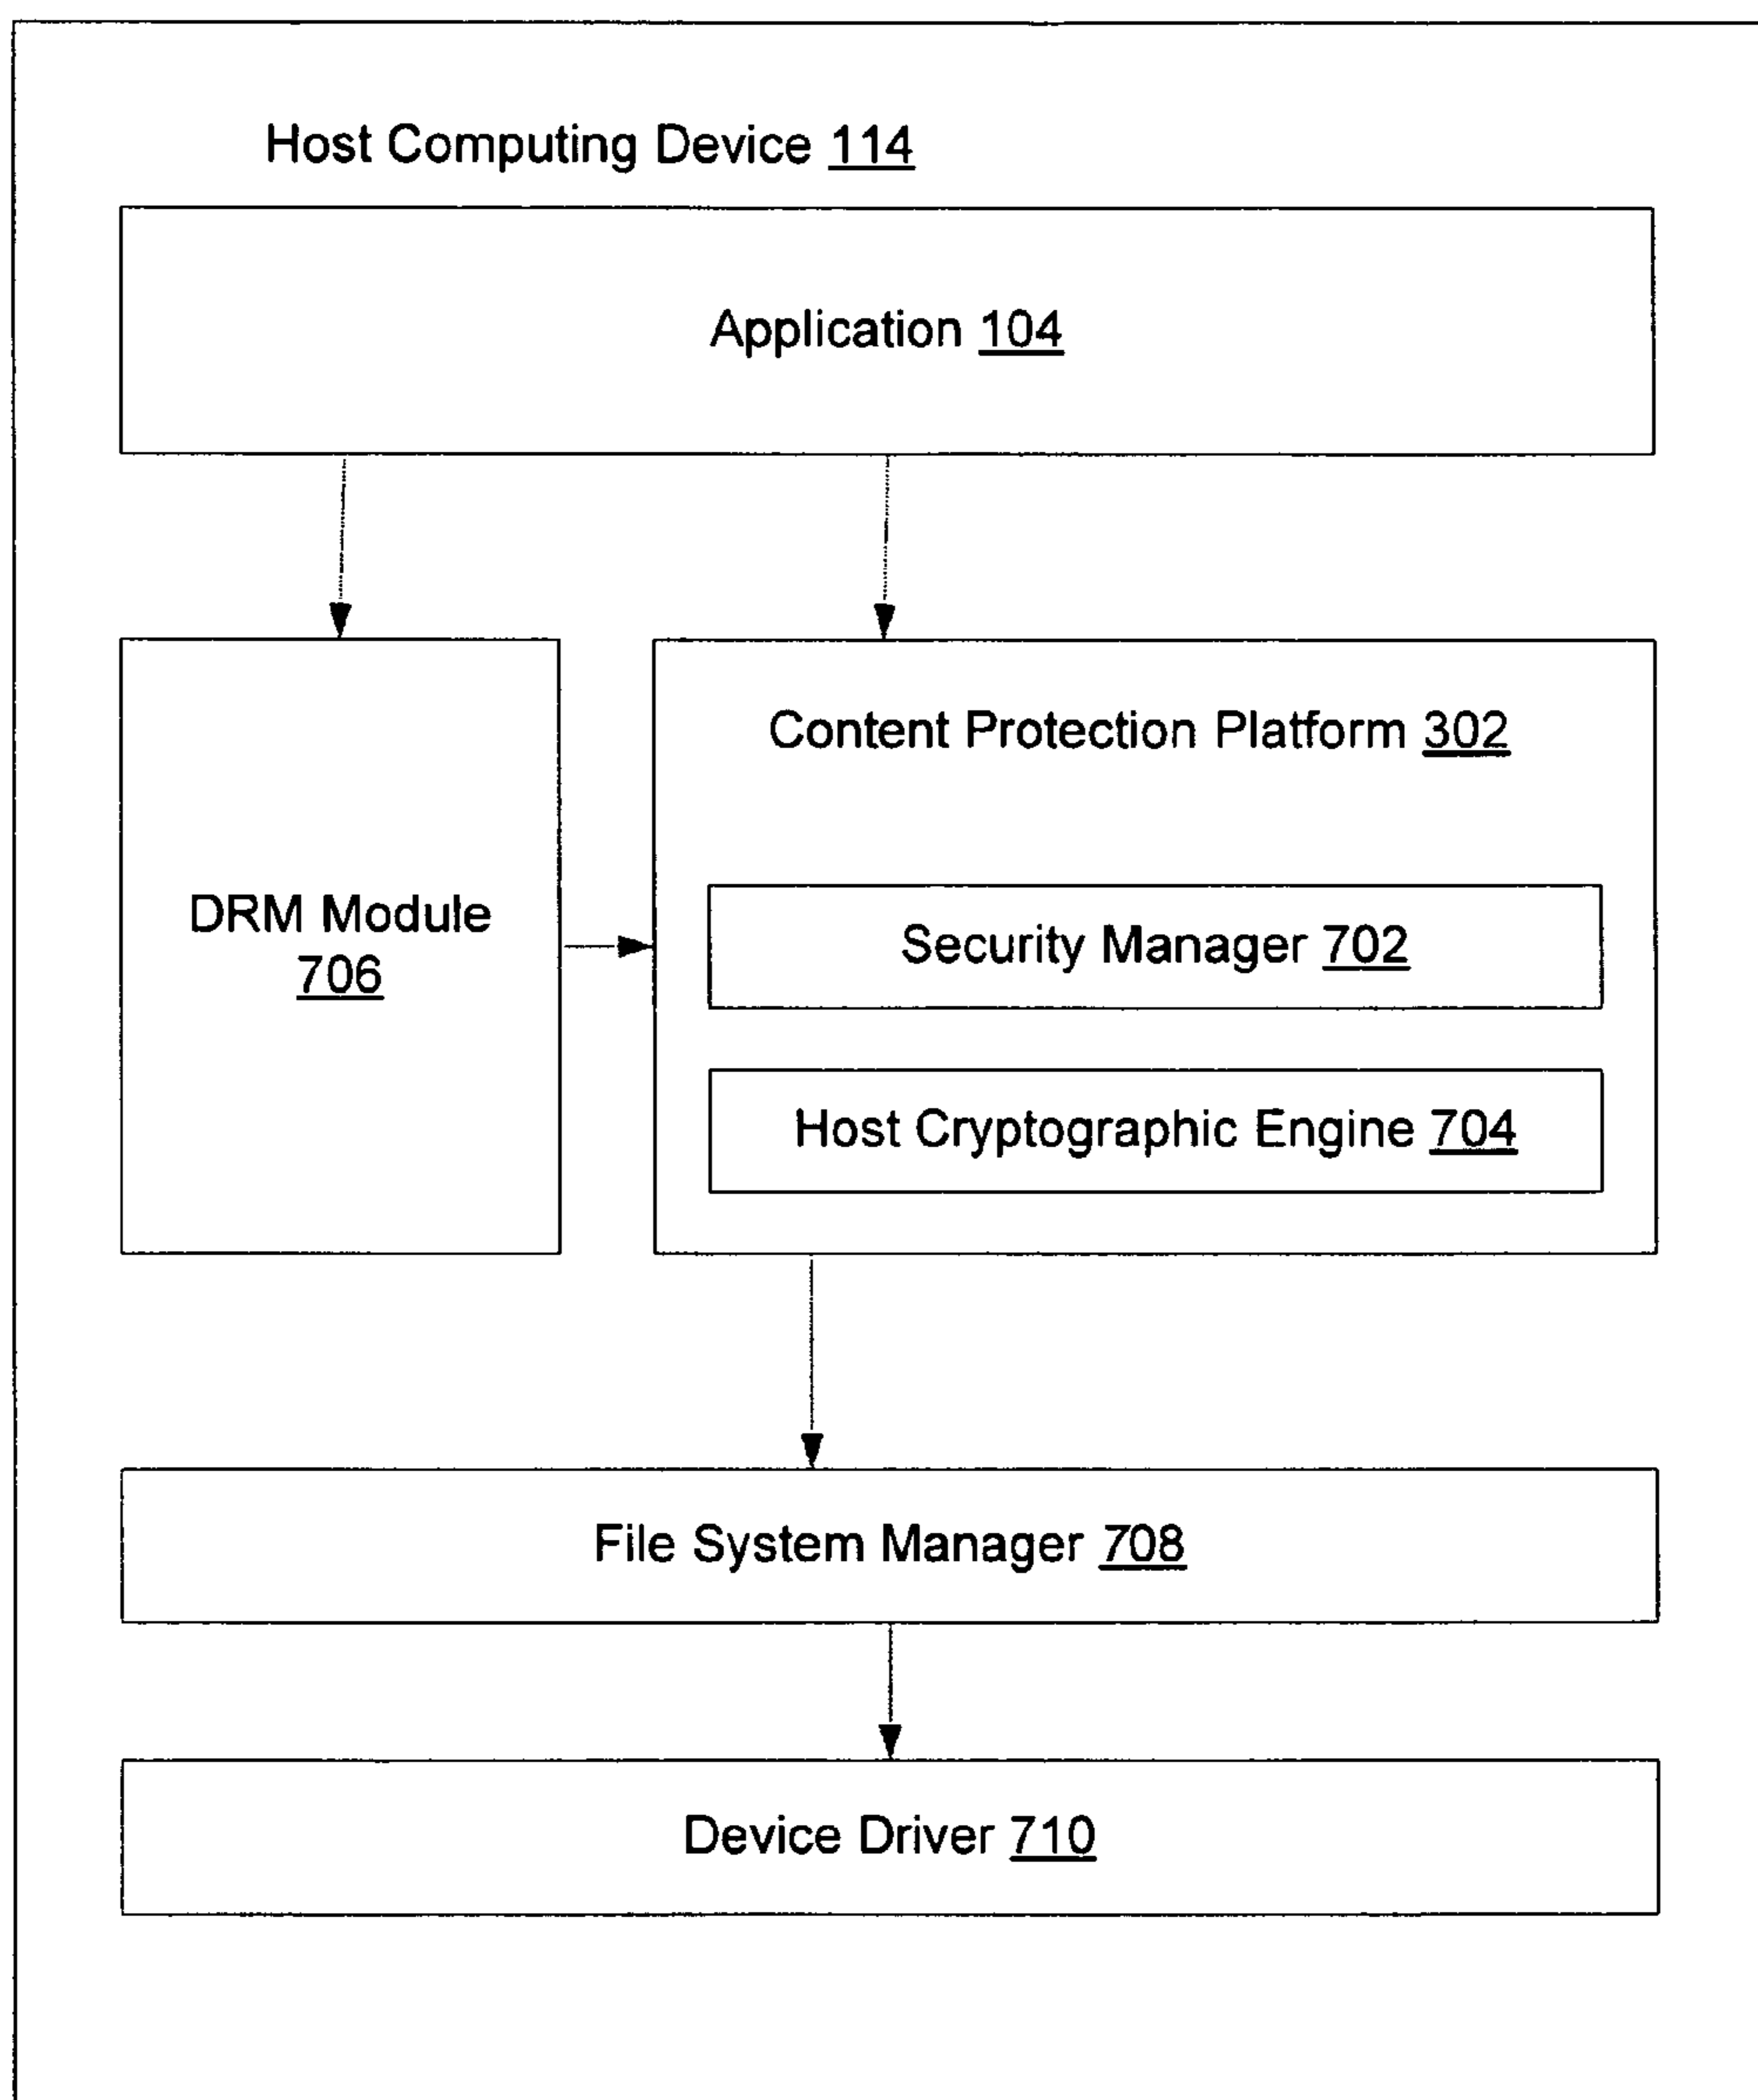 Host Computing Device 114
Application 104
Content Protection Platform 302
DRM Module
706
Security Manager 702
Host Cryptographic Engine 704
File System Manager 708
Device Driver 710